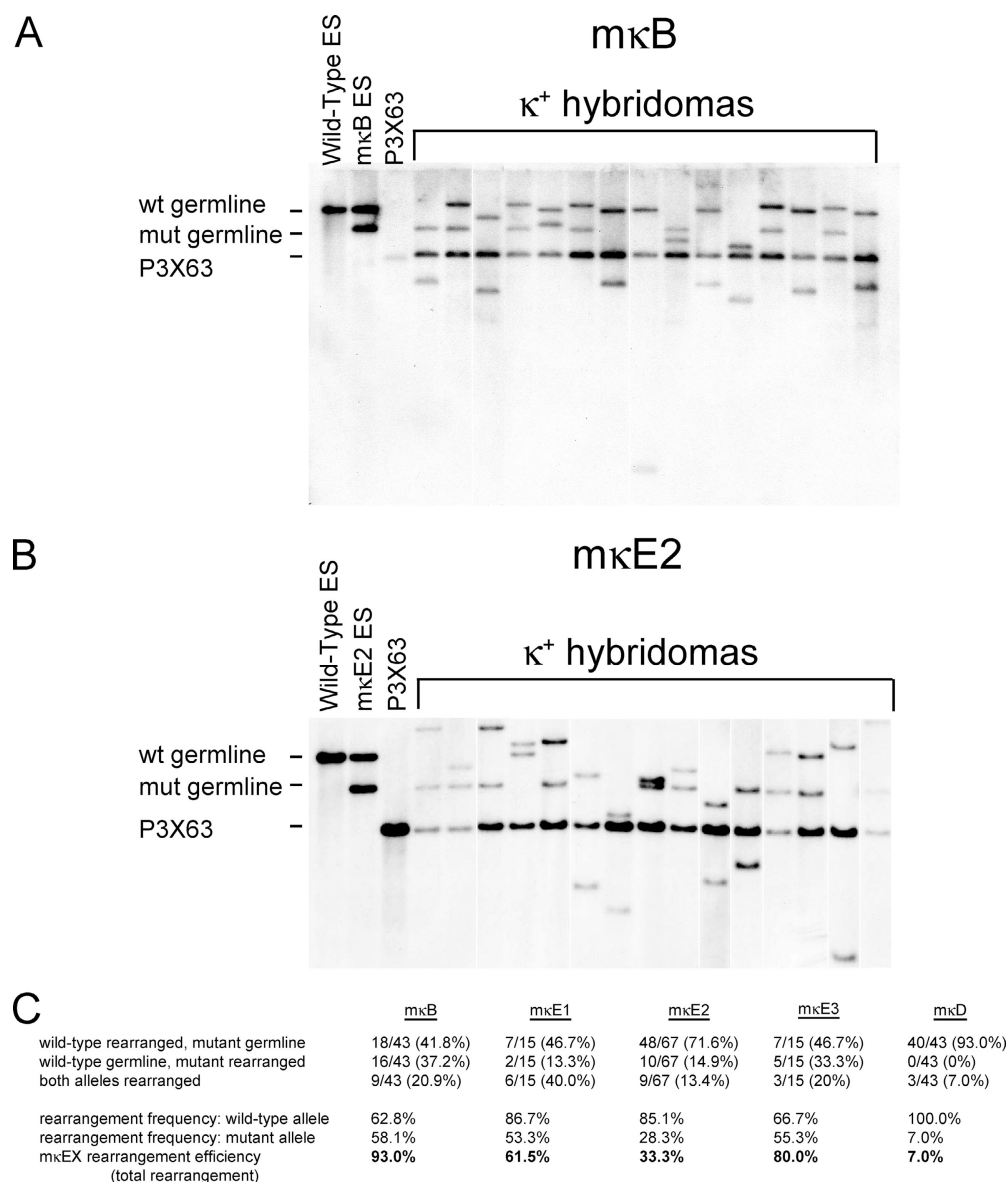 A
mκB
κ+ hybridomas
Wild-Type ES
mκB ES
P3X63
wt germline
mut germline
P3X63
B
mκE2
κ+ hybridomas
Wild-Type ES
mκE2 ES
P3X63
wt germline
mut germline
P3X63
C
mκB mκE1 mκE2 mκE3 mκD
wild-type rearranged, mutant germline 18/43 (41.8%) 7/15 (46.7%) 48/67 (71.6%) 7/15 (46.7%) 40/43 (93.0%)
wild-type germline, mutant rearranged 16/43 (37.2%) 2/15 (13.3%) 10/67 (14.9%) 5/15 (33.3%) 0/43 (0%)
both alleles rearranged 9/43 (20.9%) 6/15 (40.0%) 9/67 (13.4%) 3/15 (20%) 3/43 (7.0%)
rearrangement frequency: wild-type allele 62.8% 86.7% 85.1% 66.7% 100.0%
rearrangement frequency: mutant allele 58.1% 53.3% 28.3% 55.3% 7.0%
mκEX rearrangement efficiency 93.0% 61.5% 33.3% 80.0% 7.0%
(total rearrangement)